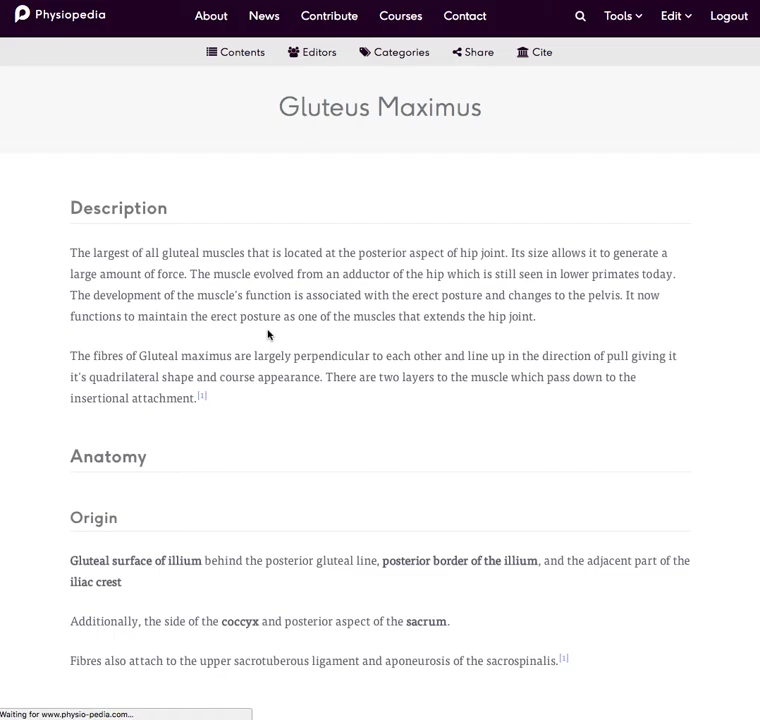 Physiopedia About News Contribute Courses Contact Tools Edit Logout
Contents Editors Categories Share Cite
Gluteus Maximus
Description
The largest of all gluteal muscles that is located at the posterior aspect of hip joint. Its size allows it to generate a
large amount of force. The muscle evolved from an adductor of the hip which is still seen in lower primates today.
The development of the muscle's function is associated with the erect posture and changes to the pelvis. It now
functions to maintain the erect posture as one of the muscles that extends the hip joint.
The fibres of Gluteal maximus are largely perpendicular to each other and line up in the direction of pull giving it
it's quadrilateral shape and course appearance. There are two layers to the muscle which pass down to the
insertional attachment.[1]
Anatomy
Origin
Gluteal surface of illium behind the posterior gluteal line, posterior border of the illium, and the adjacent part of the
iliac crest
Additionally, the side of the coccyx and posterior aspect of the sacrum.
Fibres also attach to the upper sacrotuberous ligament and aponeurosis of the sacrospinalis.[1]
Waiting for www.physio-pedia.com...